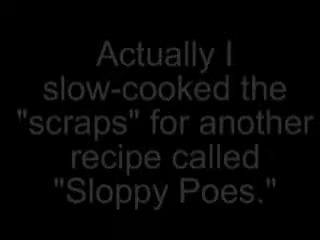 Actually I
slow-cooked the
"scraps" for another
recipe called
"Sloppy Poes."